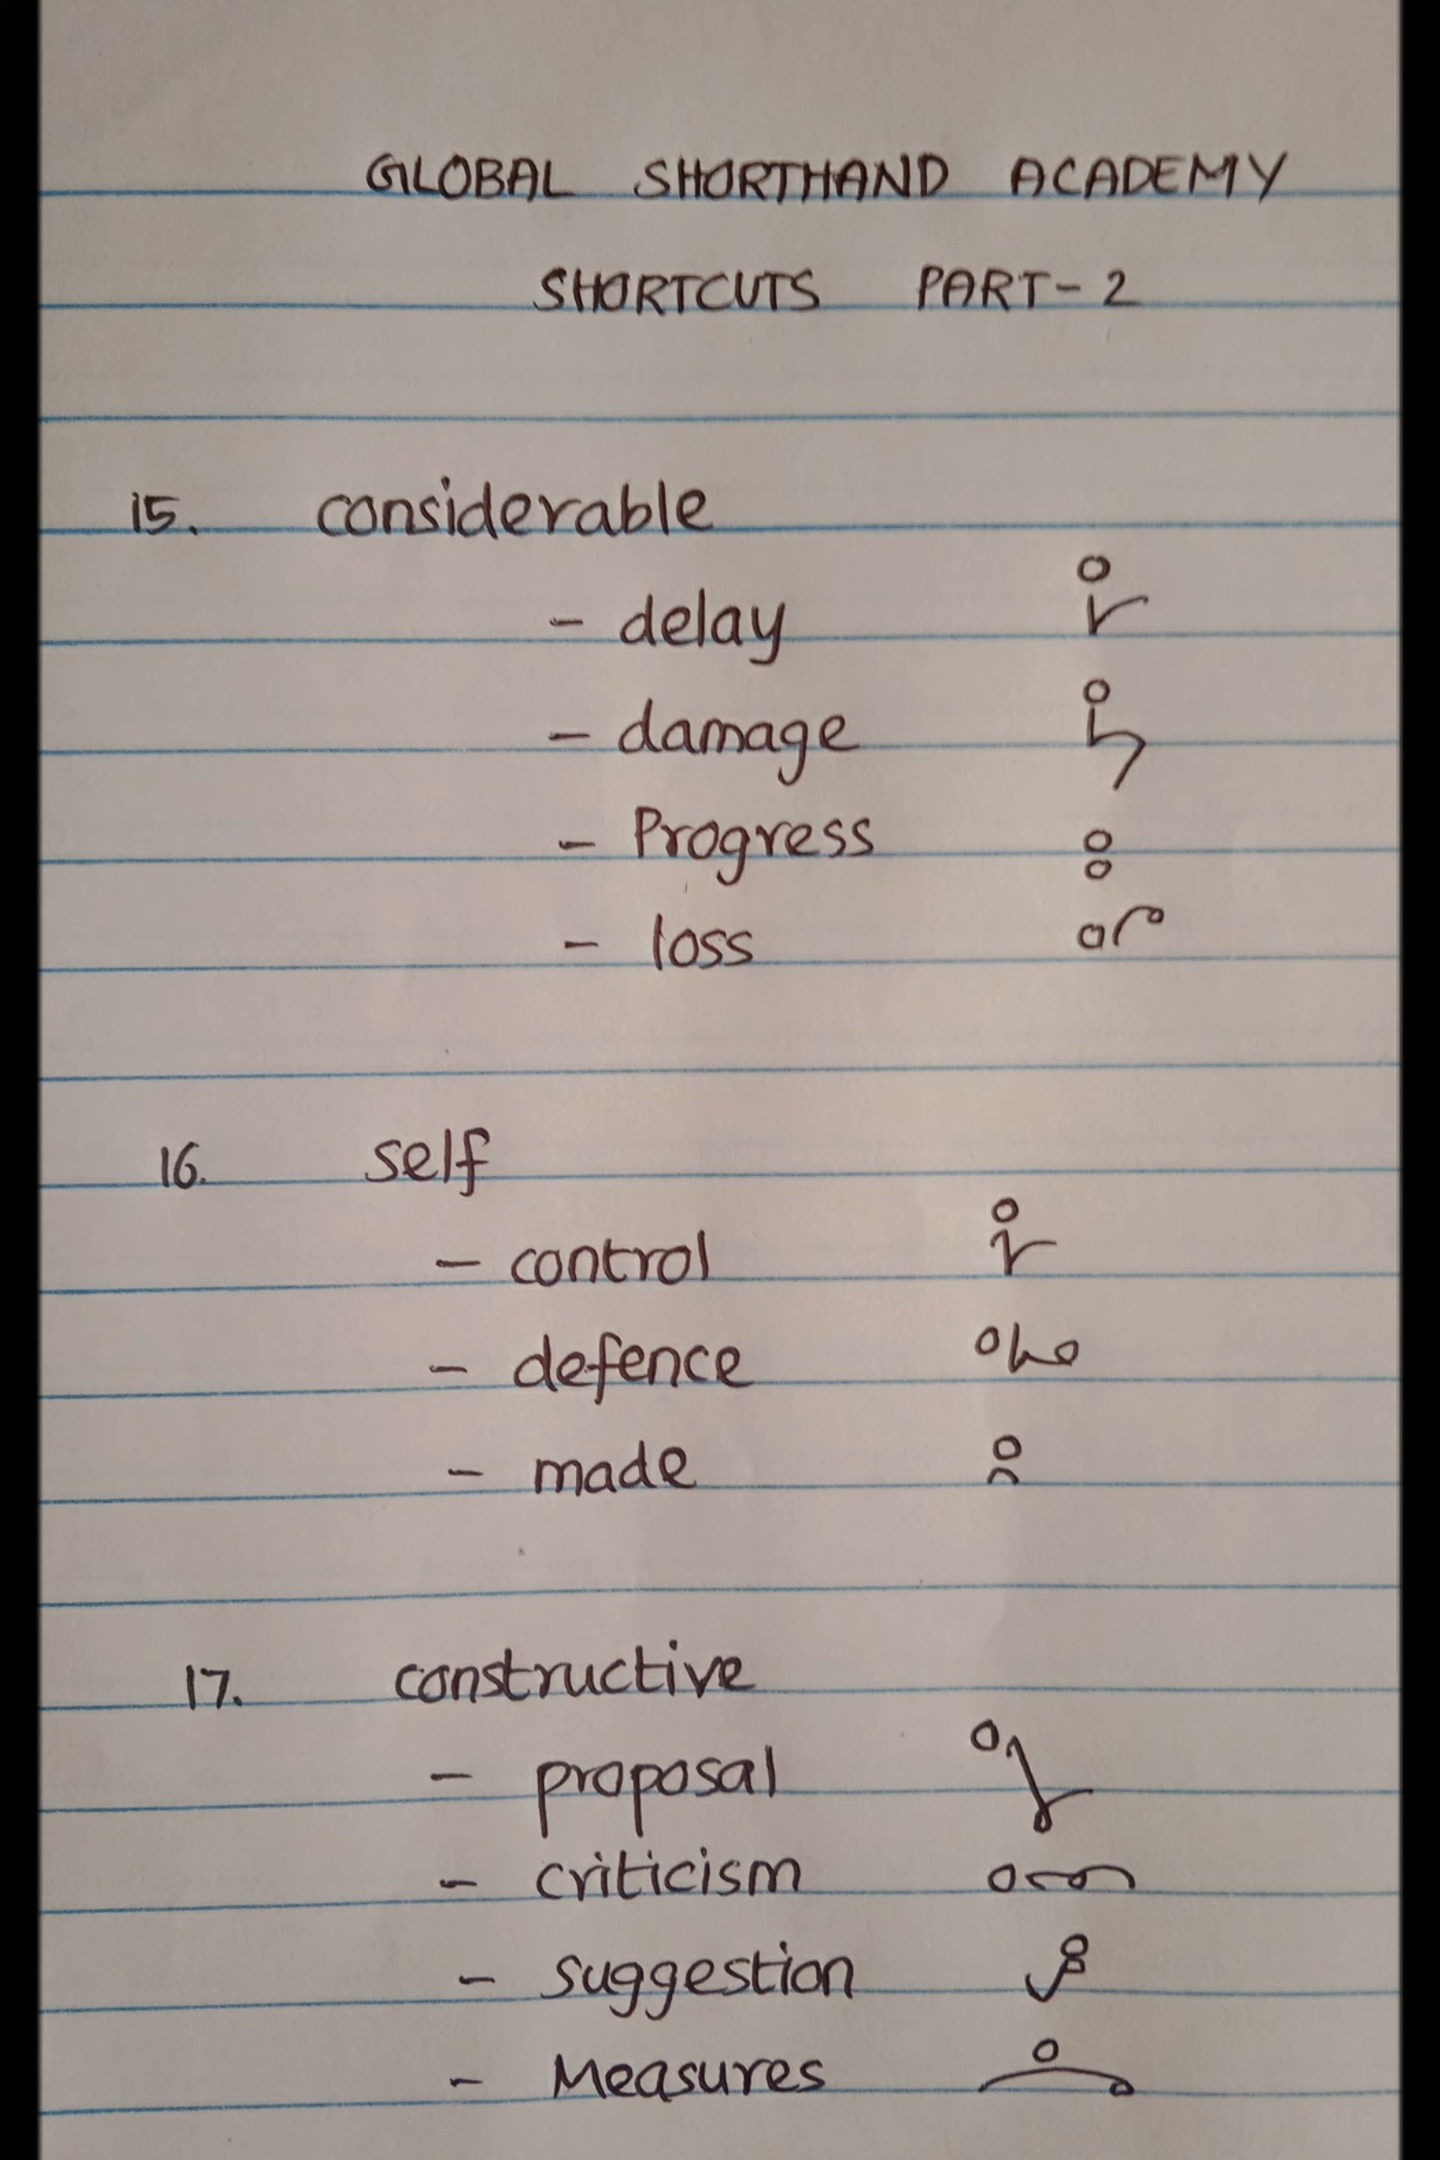 GLOBAL SHORTHAND ACADEMY
SHORTCUTS PART-2
15. considerable
- delay
- damage
- Progress
- loss
16. self
- control
- defence
- made
17. constructive
- proposal
- criticism
- suggestion
- Measures